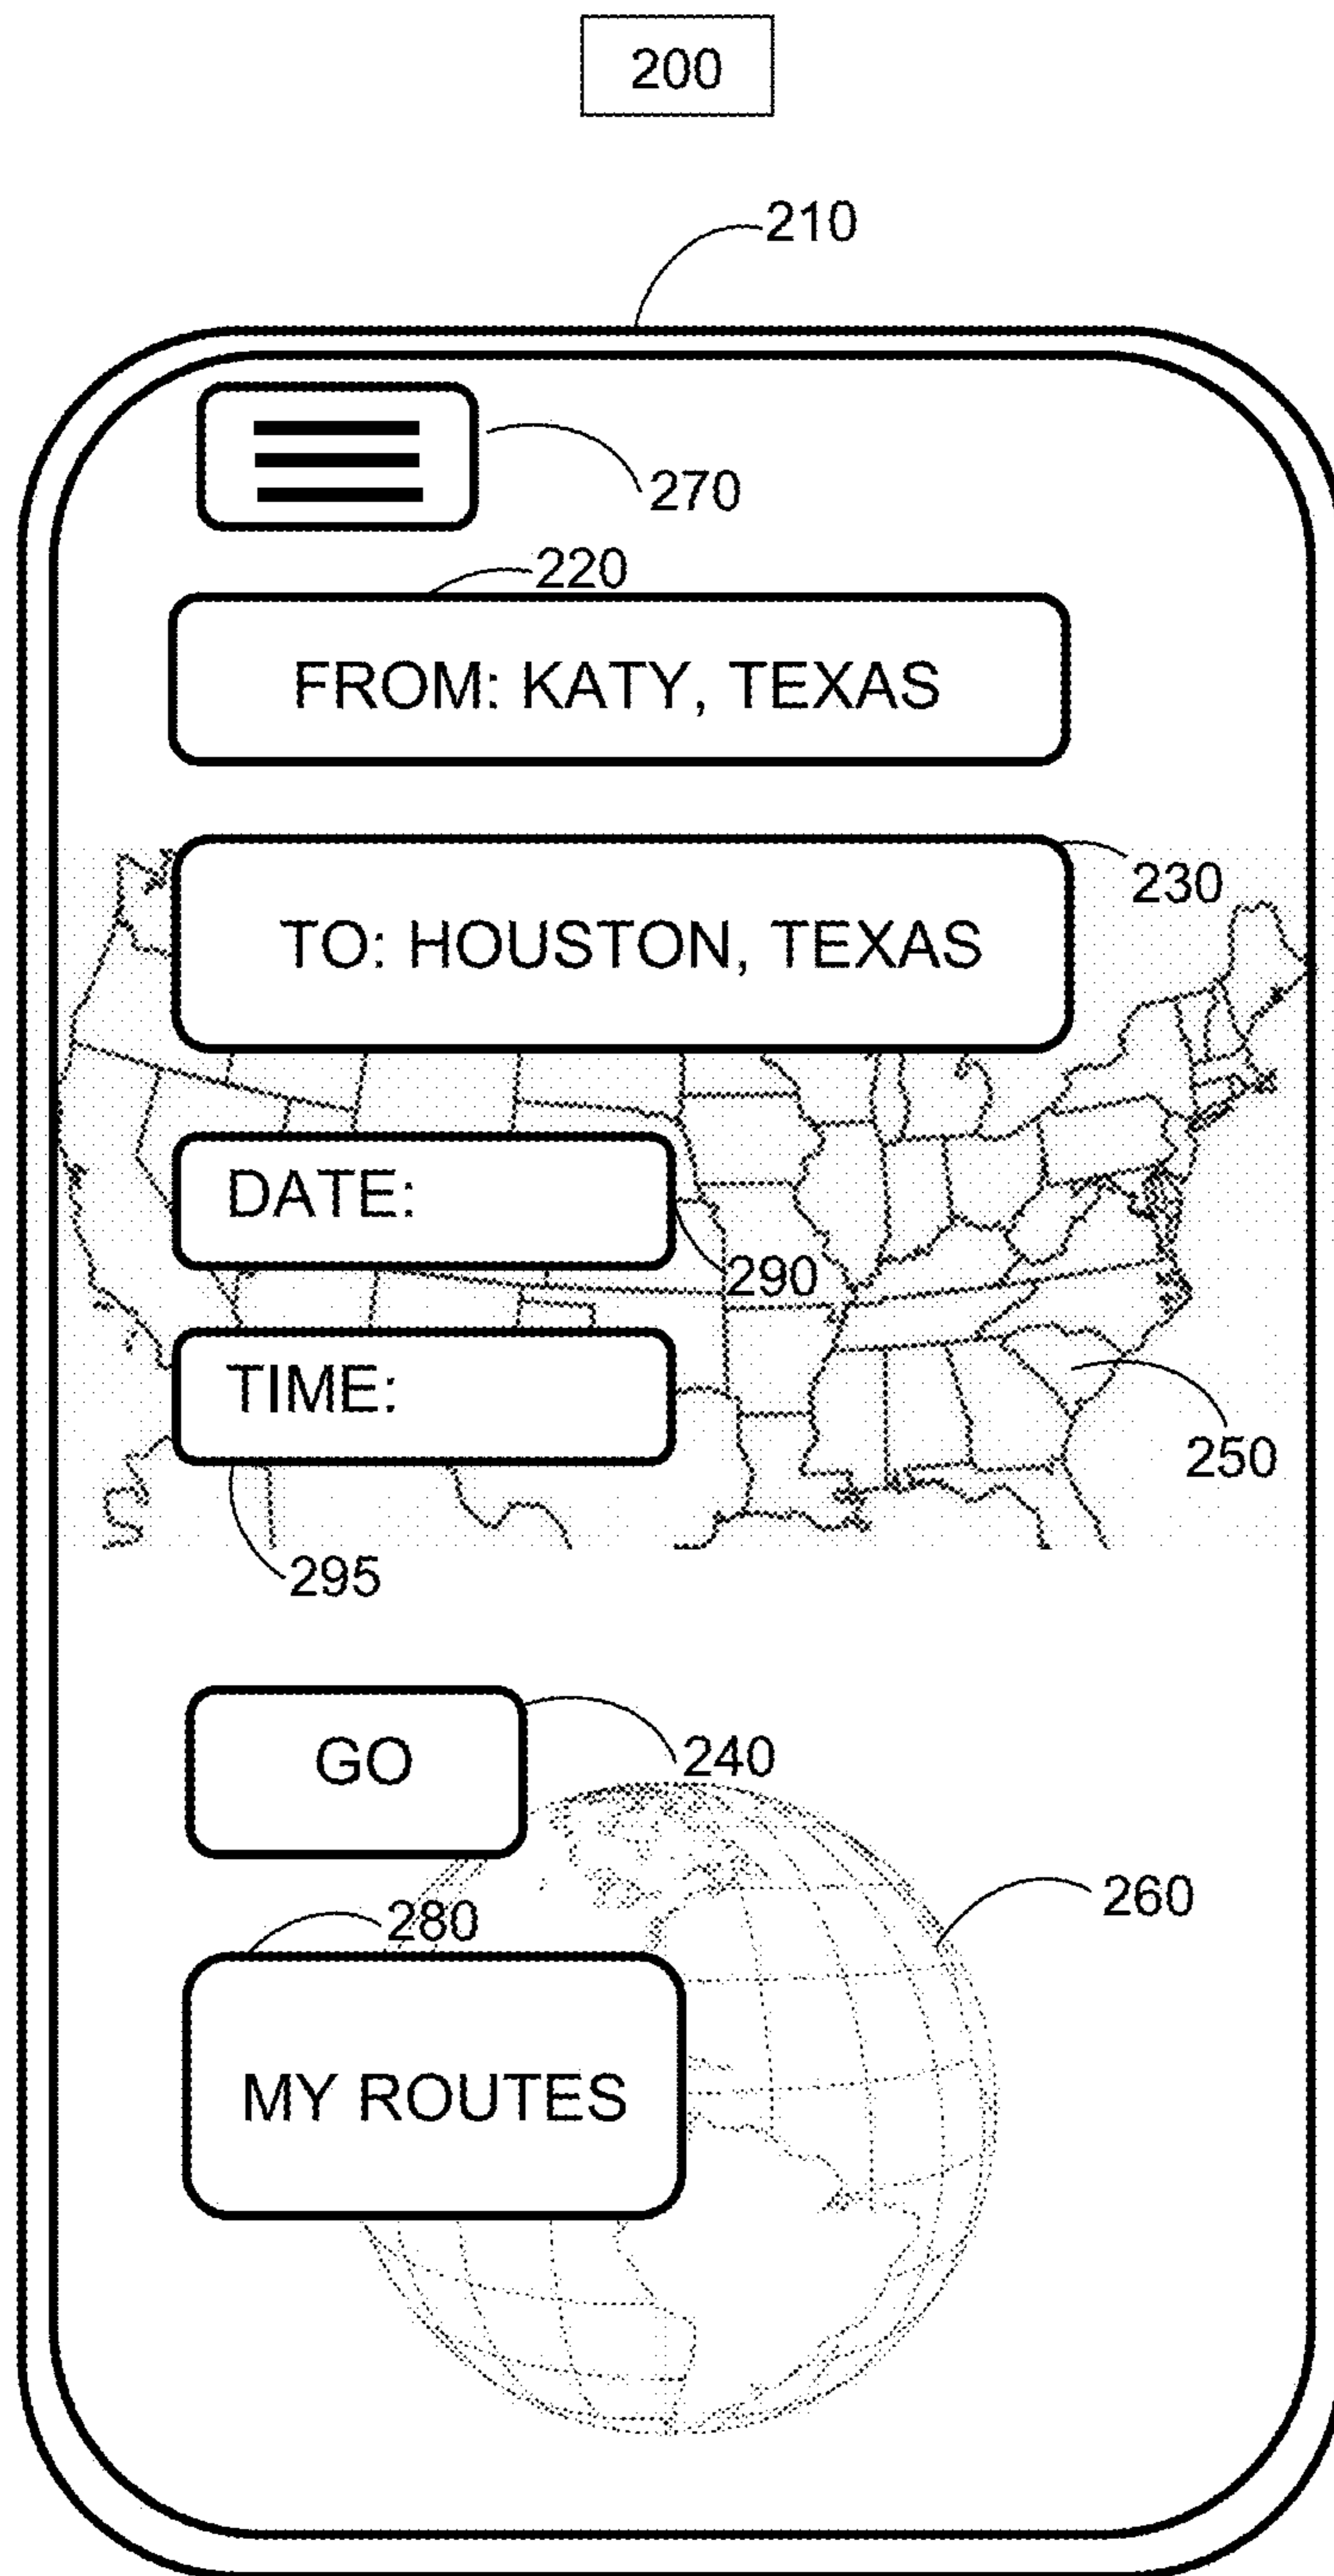 200
210
270
220
FROM: KATY, TEXAS
230
TO: HOUSTON, TEXAS
DATE:
290
TIME:
250
295
GO
240
260
280
MY ROUTES